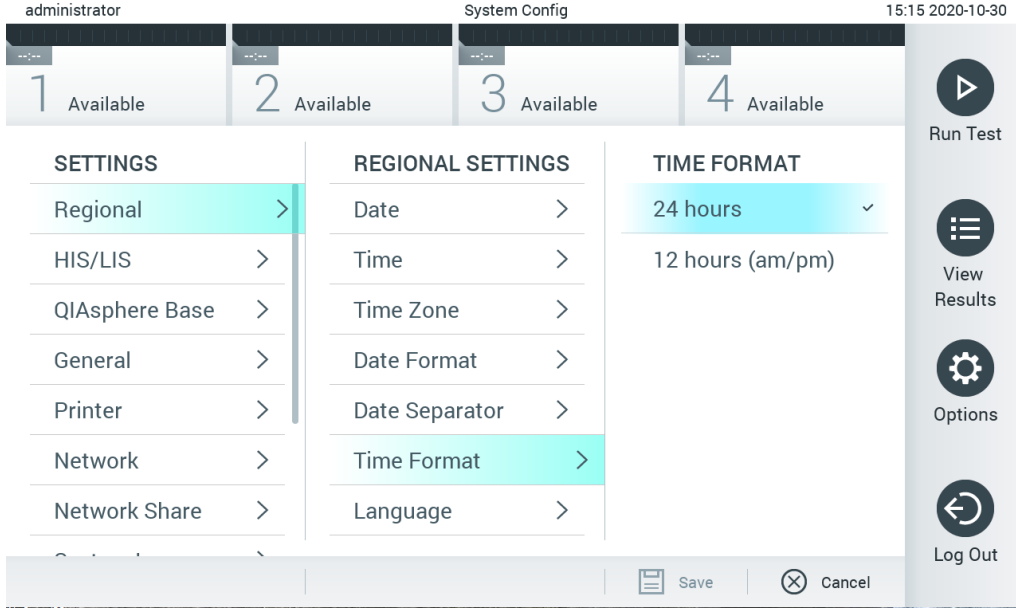 administrator System Config 15:15 2020-10-30
--:-- --:-- --:-- --:--
1 Available 2 Available 3 Available 4 Available
Run Test
SETTINGS
Regional
HIS/LIS
QIAsphere Base
General
Printer
Network
Network Share
REGIONAL SETTINGS
Date
Time
Time Zone
Date Format
Date Separator
Time Format
Language
TIME FORMAT
24 hours
12 hours (am/pm)
View
Results
Options
Log Out
Save Cancel